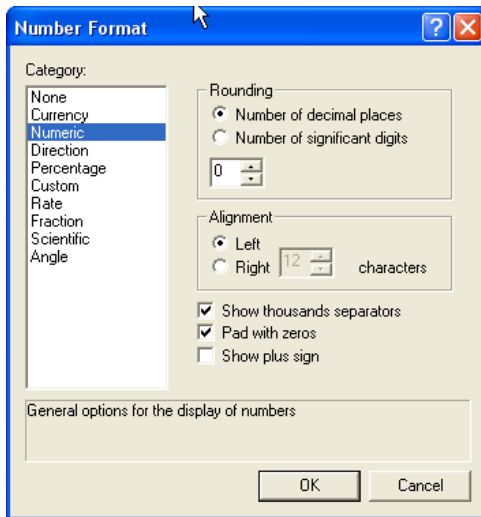 Number Format
Category:
None
Currency
Numeric
Direction
Percentage
Custom
Rate
Fraction
Scientific
Angle
Rounding
Number of decimal places
Number of significant digits
0
Alignment
Left
Right 12 characters
Show thousands separators
Pad with zeros
Show plus sign
General options for the display of numbers
OK Cancel